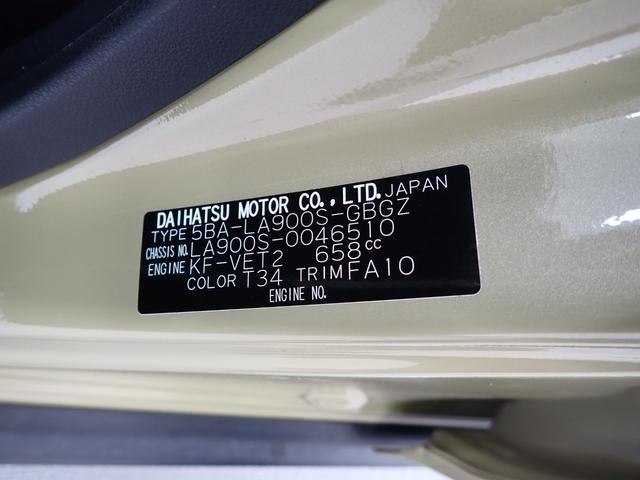 DAIHATSU MOTOR CO.,LTD. JAPAN
TYPE 5BA-LA900S-GBGZ
CHASSIS NO. LA900S-0046510
ENGINE KF-VET2 658cc
COLOR T34 TRIM FA10
ENGINE NO.